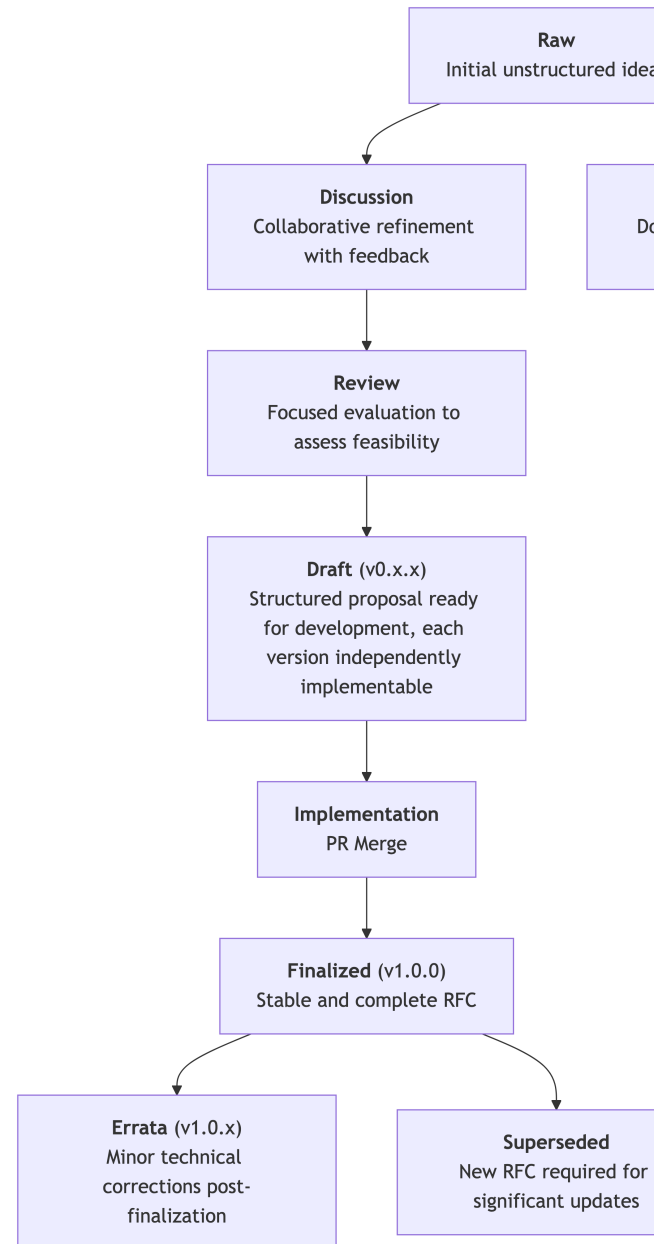 Raw
Initial unstructured idea
Discussion
Collaborative refinement
with feedback
Review
Focused evaluation to
assess feasibility
Draft (v0.x.x)
Structured proposal ready
for development, each
version independently
implementable
Implementation
PR Merge
Finalized (v1.0.0)
Stable and complete RFC
Errata (v1.0.x)
Minor technical
corrections post-
finalization
Superseded
New RFC required for
significant updates